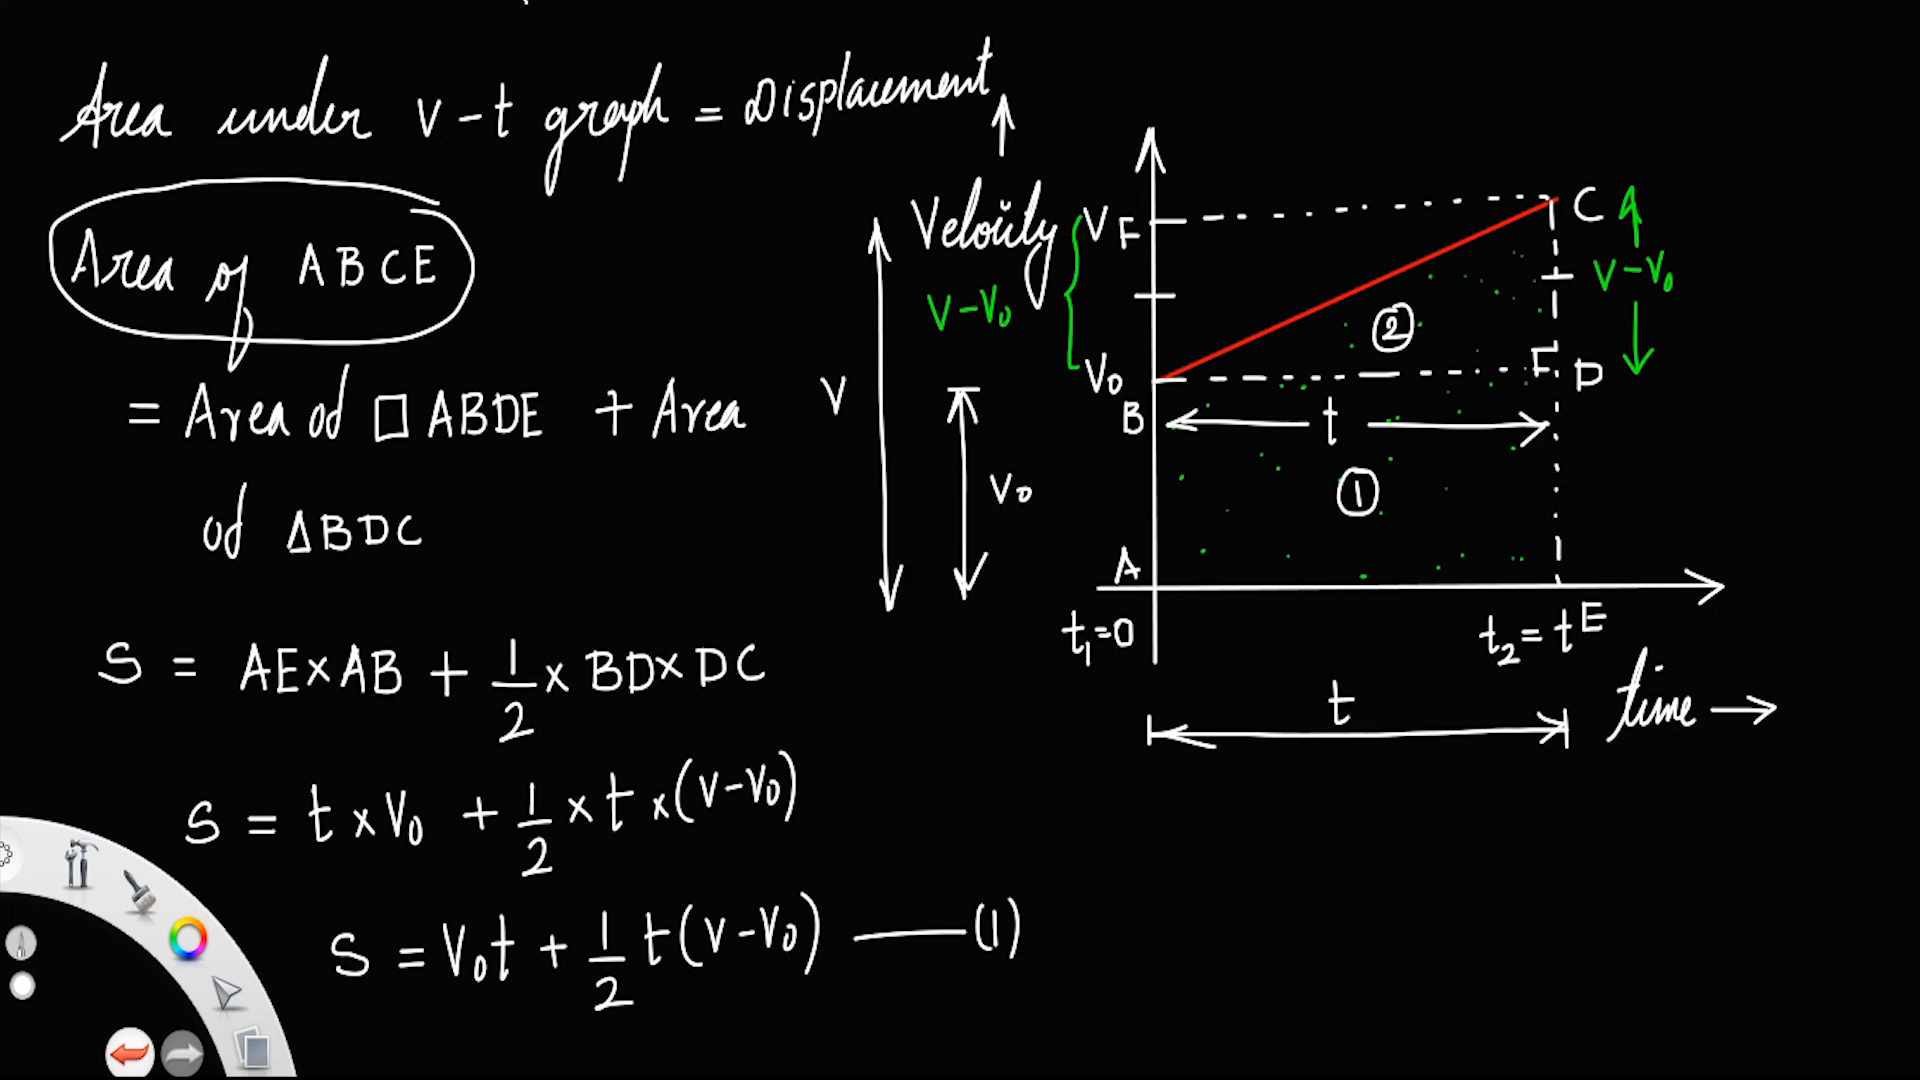 Area under v-t graph = Displacement
Area of ABCE
= Area of □ ABDE + Area
of ΔBDC
S = AE×AB + 1/2 × BD×DC
S = t×V₀ + 1/2 × t ×(V-V₀)
S = V₀t + 1/2 t(V-V₀) — (1)
Velocity
V-V₀
V
V₀
V F
V₀
B
A
C
V-V₀
D
②
t
①
t₁=0
t₂=t E
t
time →